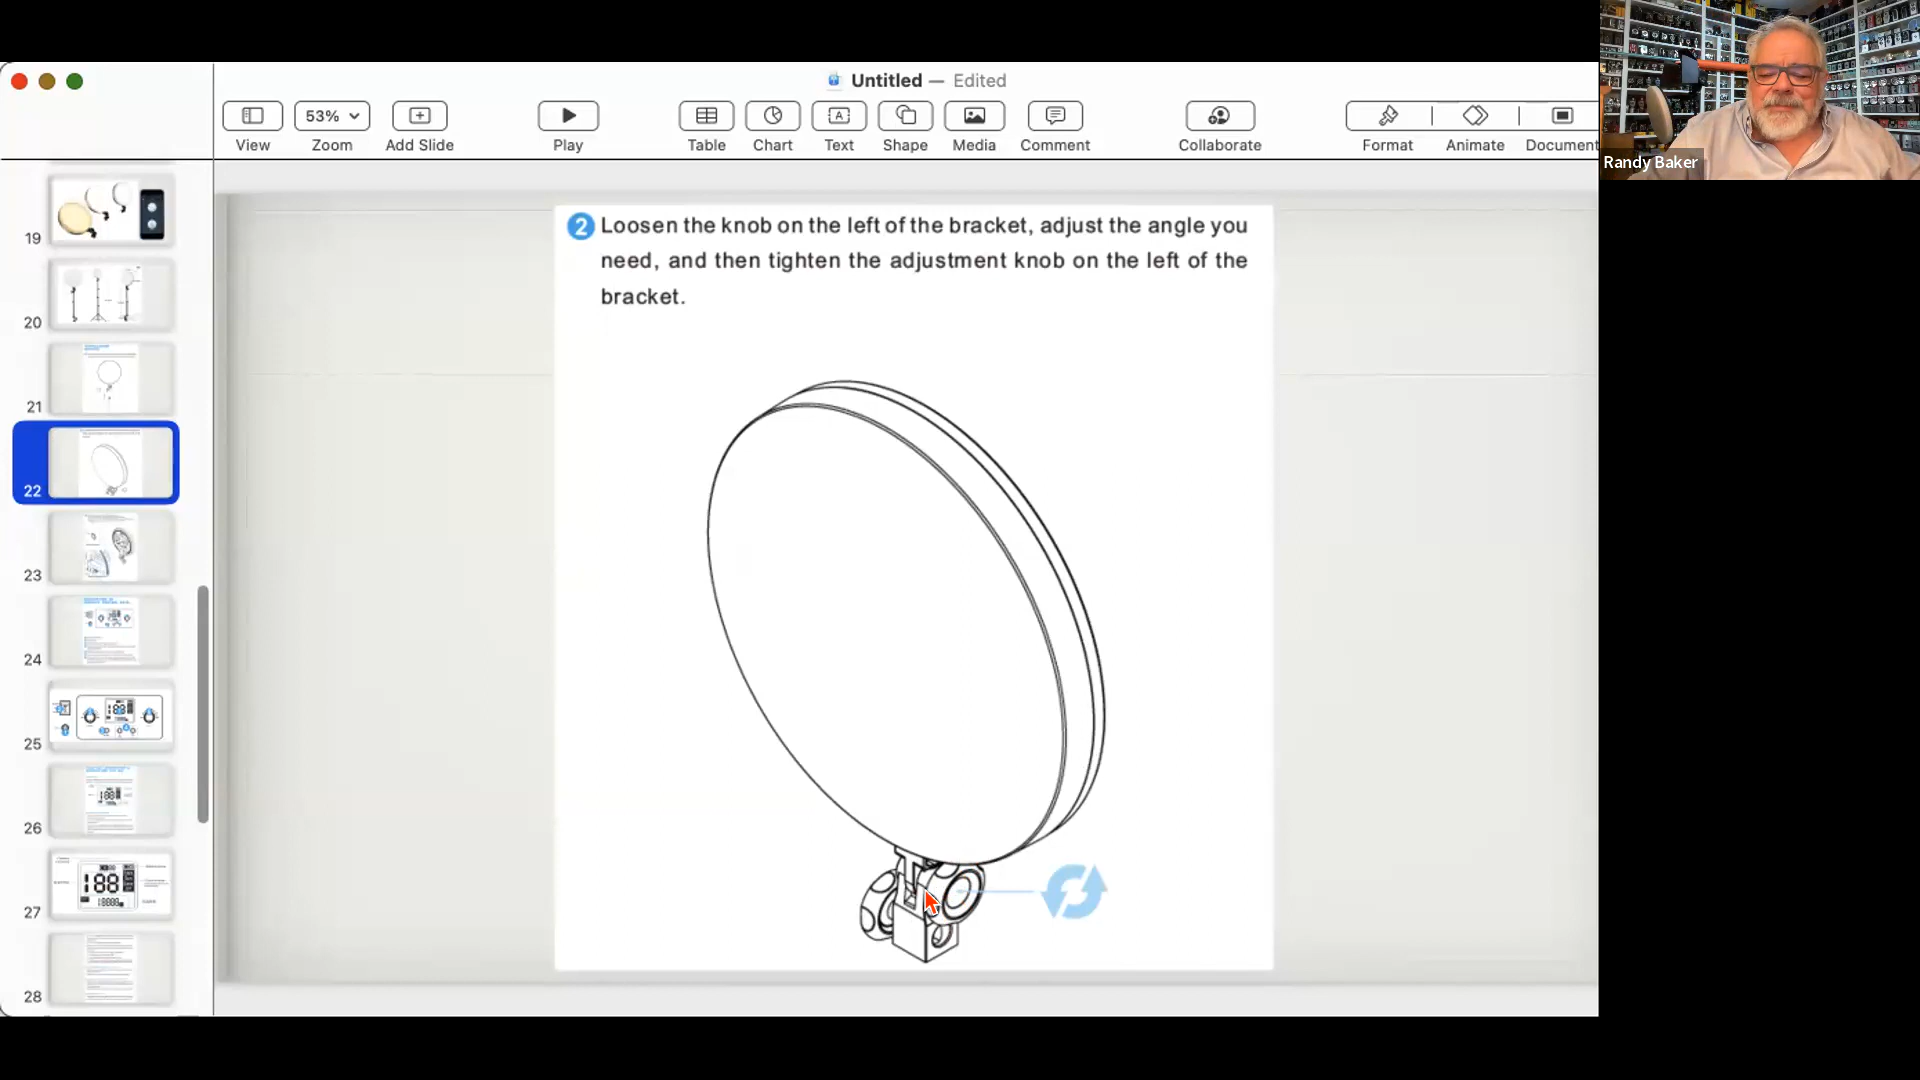 Untitled — Edited
53%
View
Zoom
Add Slide
Play
Table
Chart
Text
Shape
Media
Comment
Collaborate
Format
Animate
Document
Randy Baker
19
20
21
22
23
24
25
26
27
28
2 Loosen the knob on the left of the bracket, adjust the angle you
need, and then tighten the adjustment knob on the left of the
bracket.